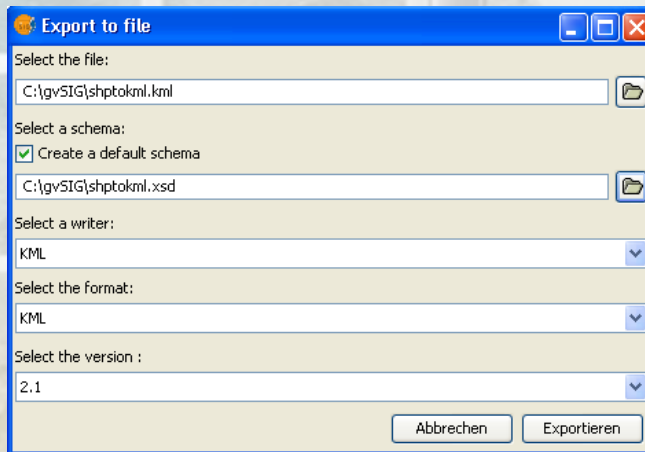 Export to file
Select the file:
C:\gvSIG\shptokml.kml
Select a schema:
Create a default schema
C:\gvSIG\shptokml.xsd
Select a writer:
KML
Select the format:
KML
Select the version :
2.1
Abbrechen Exportieren